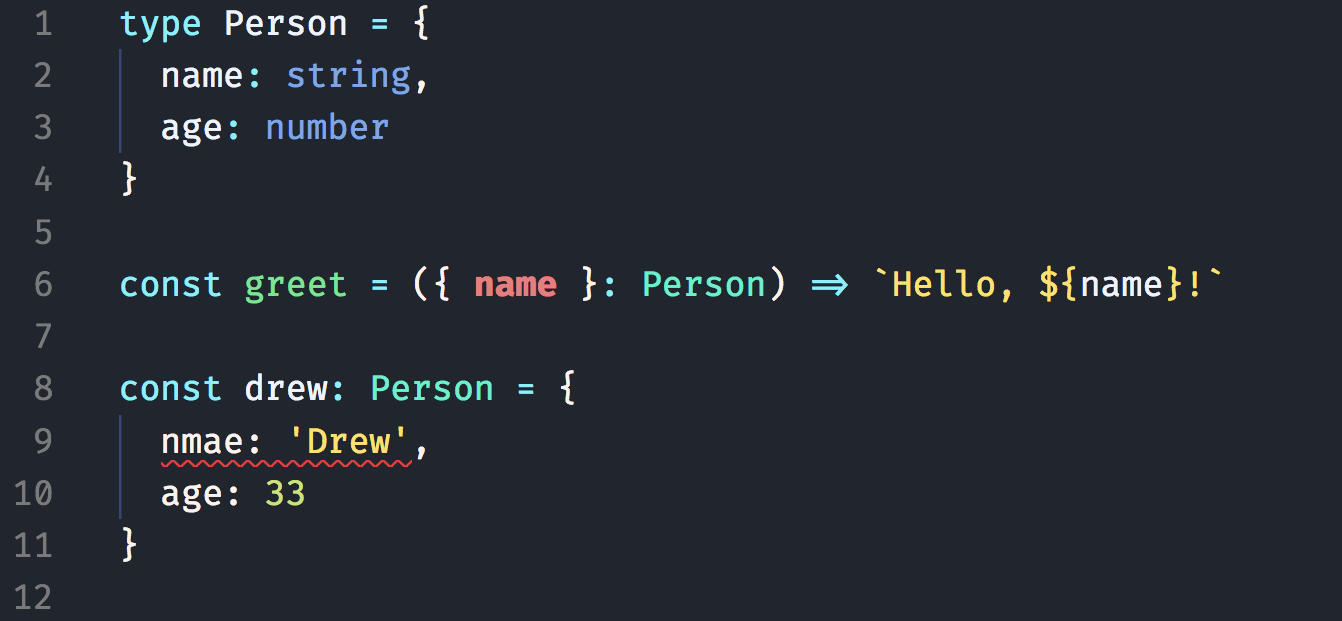 1 type Person = {
2 name: string,
3 age: number
4 }
5
6 const greet = ({ name }: Person) => `Hello, ${name}!`
7
8 const drew: Person = {
9 nmae: 'Drew',
10 age: 33
11 }
12